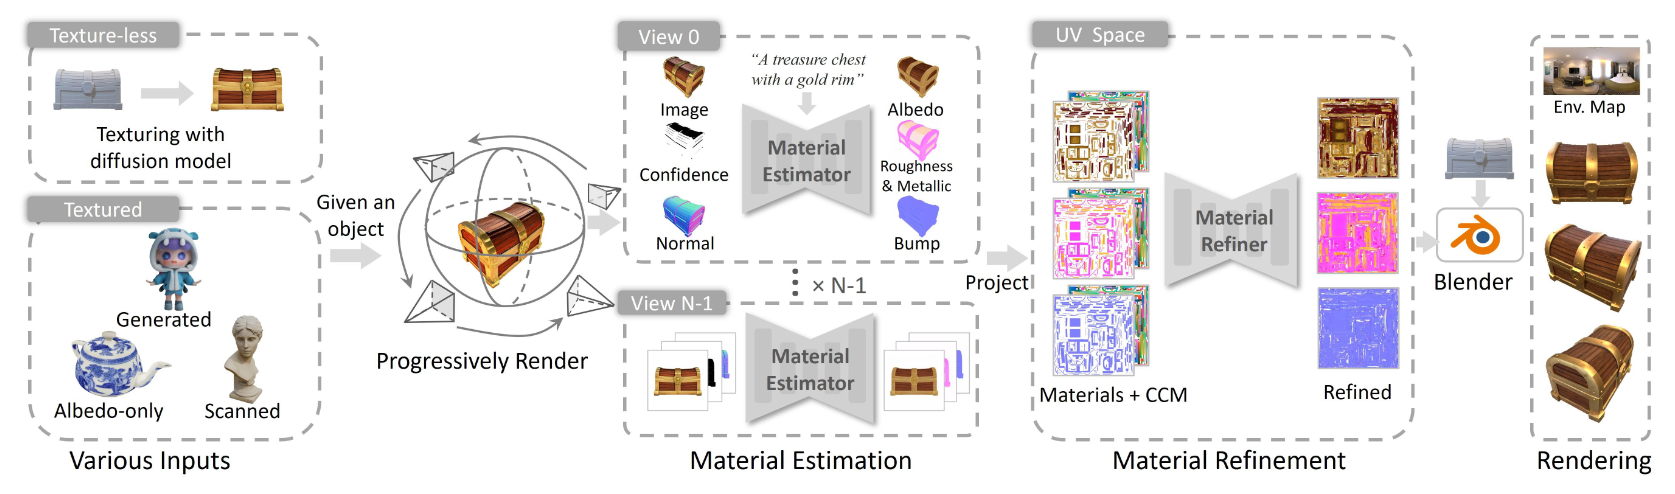 Texture-less
Texturing with
diffusion model
Textured
Generated
Albedo-only
Scanned
Various Inputs
Given an
object
Progressively Render
View 0
Image
Confidence
Normal
“A treasure chest
with a gold rim”
Material
Estimator
Albedo
Roughness
& Metallic
Bump
× N-1
View N-1
Material
Estimator
Material Estimation
Project
UV Space
Materials + CCM
Material
Refiner
Refined
Material Refinement
Blender
Env. Map
Rendering